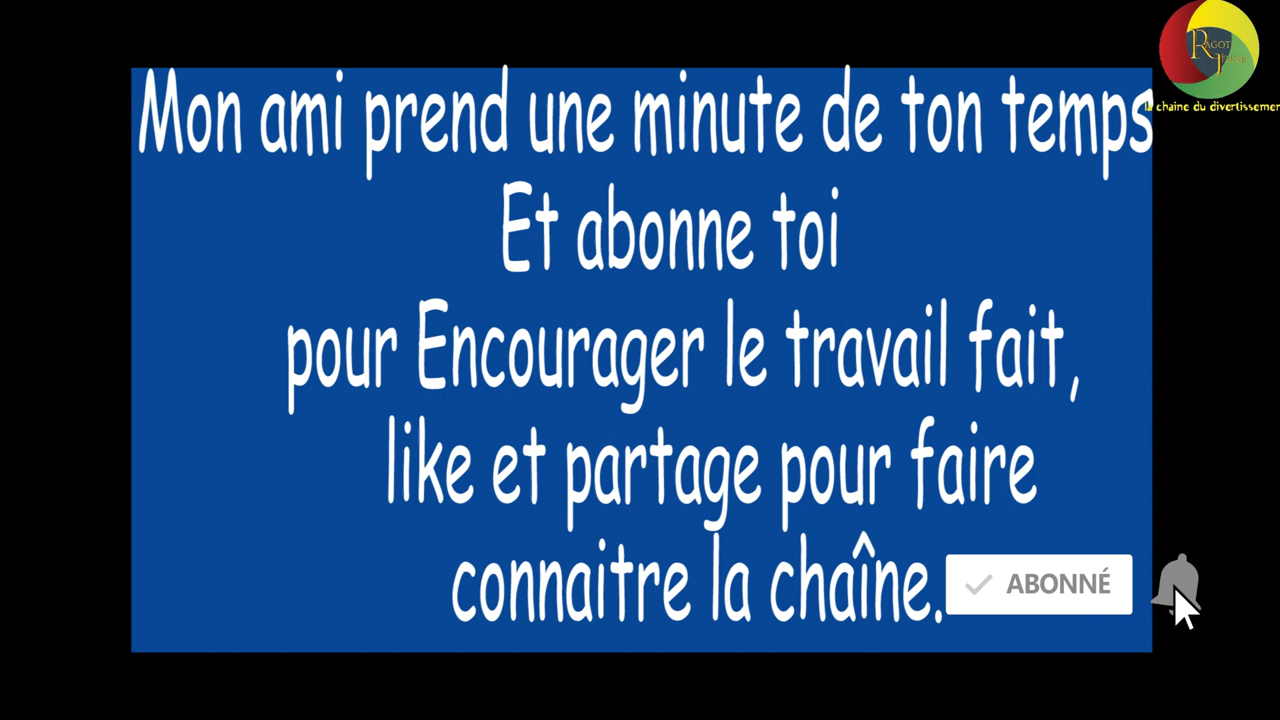 Mon ami prend une minute de ton temps
Et abonne toi
pour Encourager le travail fait,
like et partage pour faire
connaitre la chaîne.
ABONNÉ
RAGOT
la chaine du divertissemen